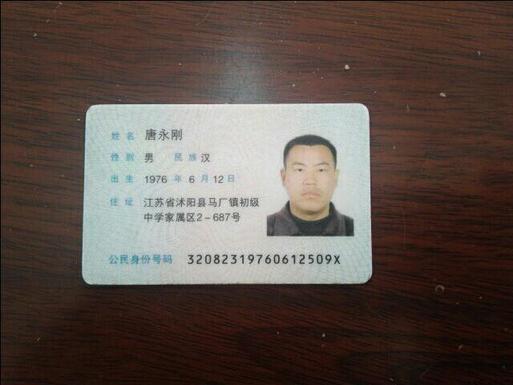 姓名 唐永刚
性别 男 民族 汉
出生 1976 年 6 月 12 日
住址 江苏省沭阳县马厂镇初级
中学家属区2-687号
公民身份号码 32082319760612509X